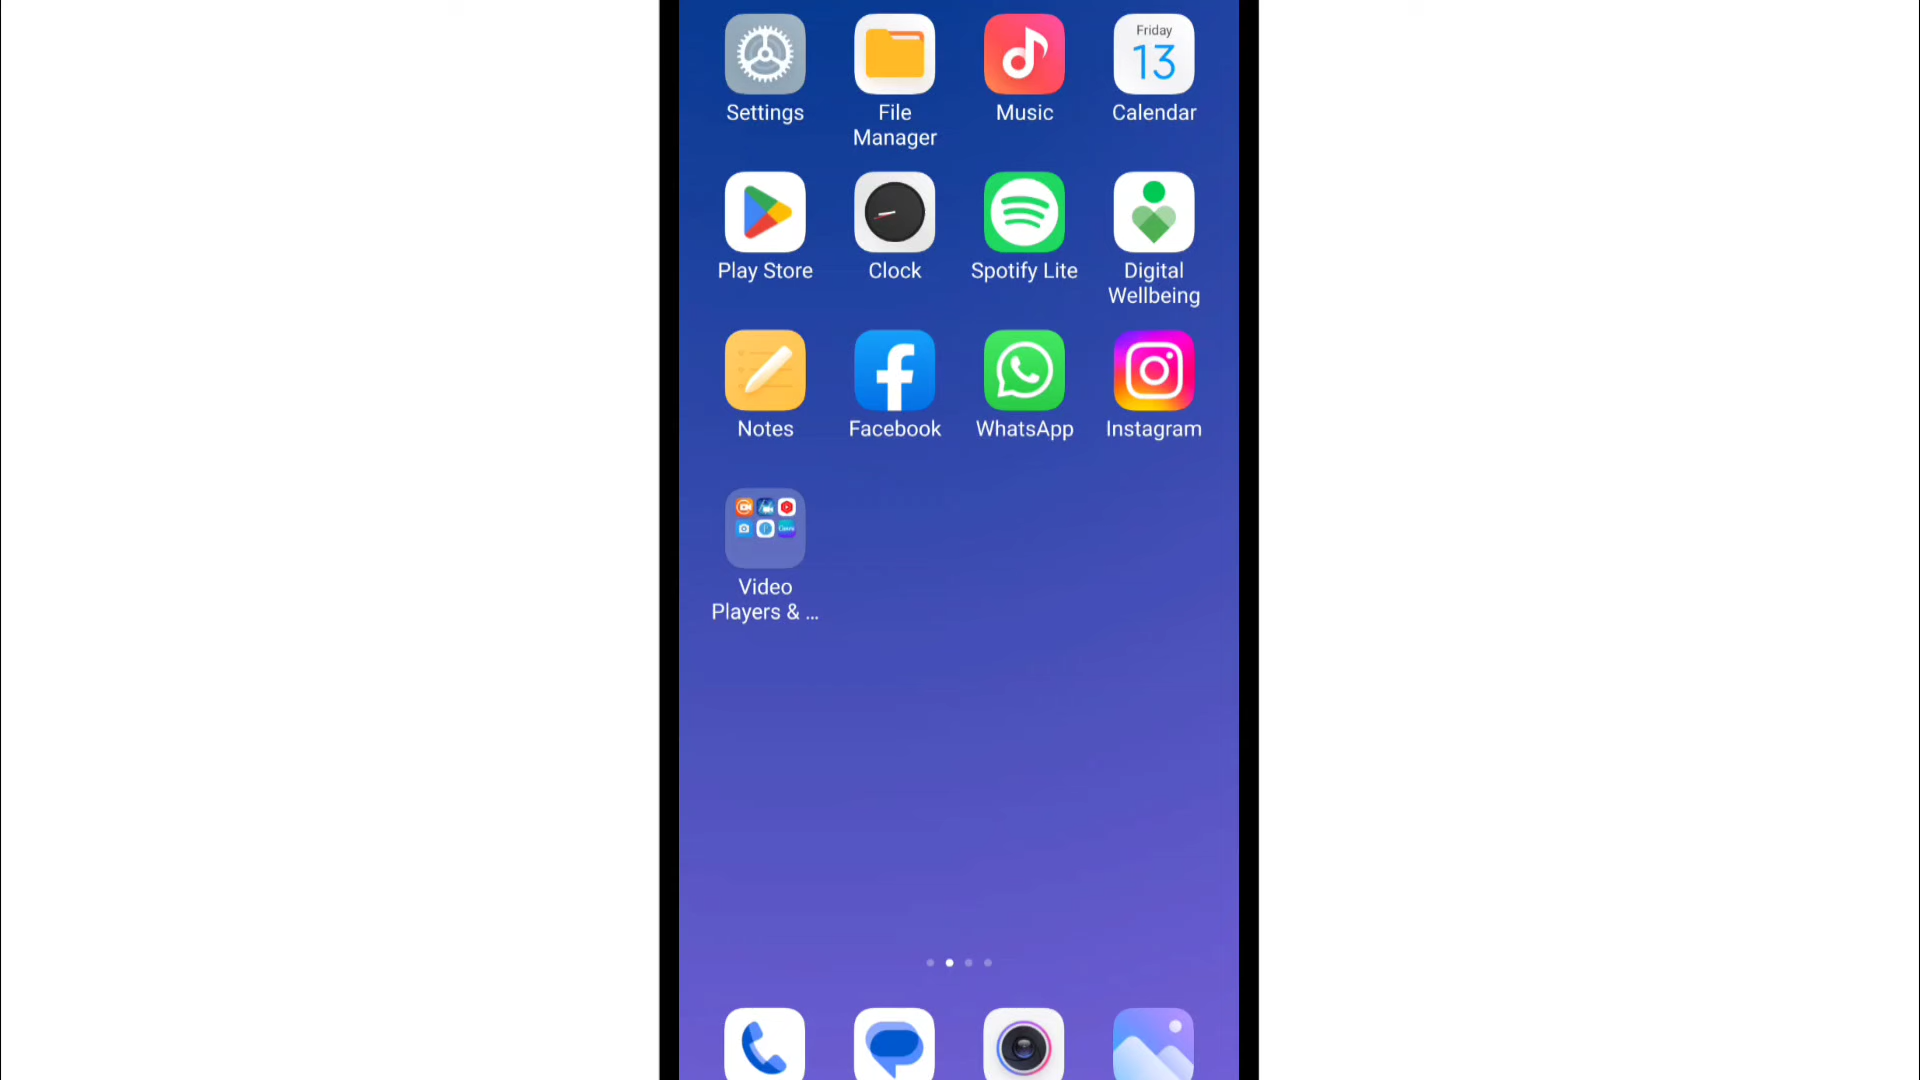 Friday
13
Settings
File
Manager
Music
Calendar
Play Store
Clock
Spotify Lite
Digital
Wellbeing
Notes
Facebook
WhatsApp
Instagram
Video
Players & ...